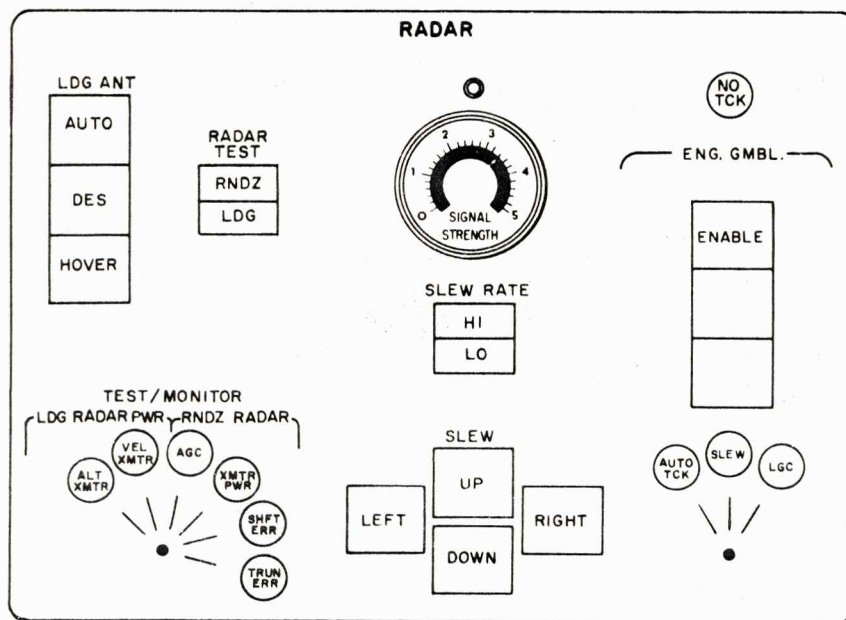 RADAR
LDG ANT
AUTO
DES
HOVER
RADAR
TEST
RNDZ
LDG
0
1
2
3
4
5
SIGNAL
STRENGTH
NO
TCK
ENG. GMBL.
ENABLE
SLEW RATE
HI
LO
TEST/MONITOR
LDG RADAR PWR
RNDZ RADAR
ALT
XMTR
VEL
XMTR
AGC
XMTR
PWR
SHFT
ERR
TRUN
ERR
SLEW
UP
LEFT
RIGHT
DOWN
AUTO
TCK
SLEW
LGC